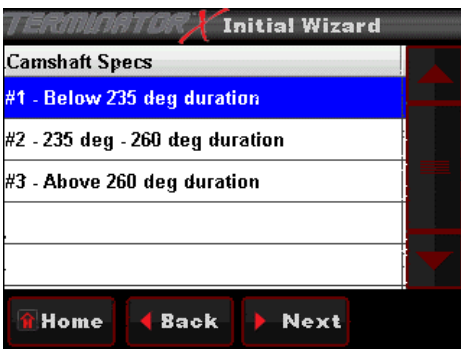 TERMINATOR X Initial Wizard
Camshaft Specs
#1 - Below 235 deg duration
#2 - 235 deg - 260 deg duration
#3 - Above 260 deg duration
Home Back Next